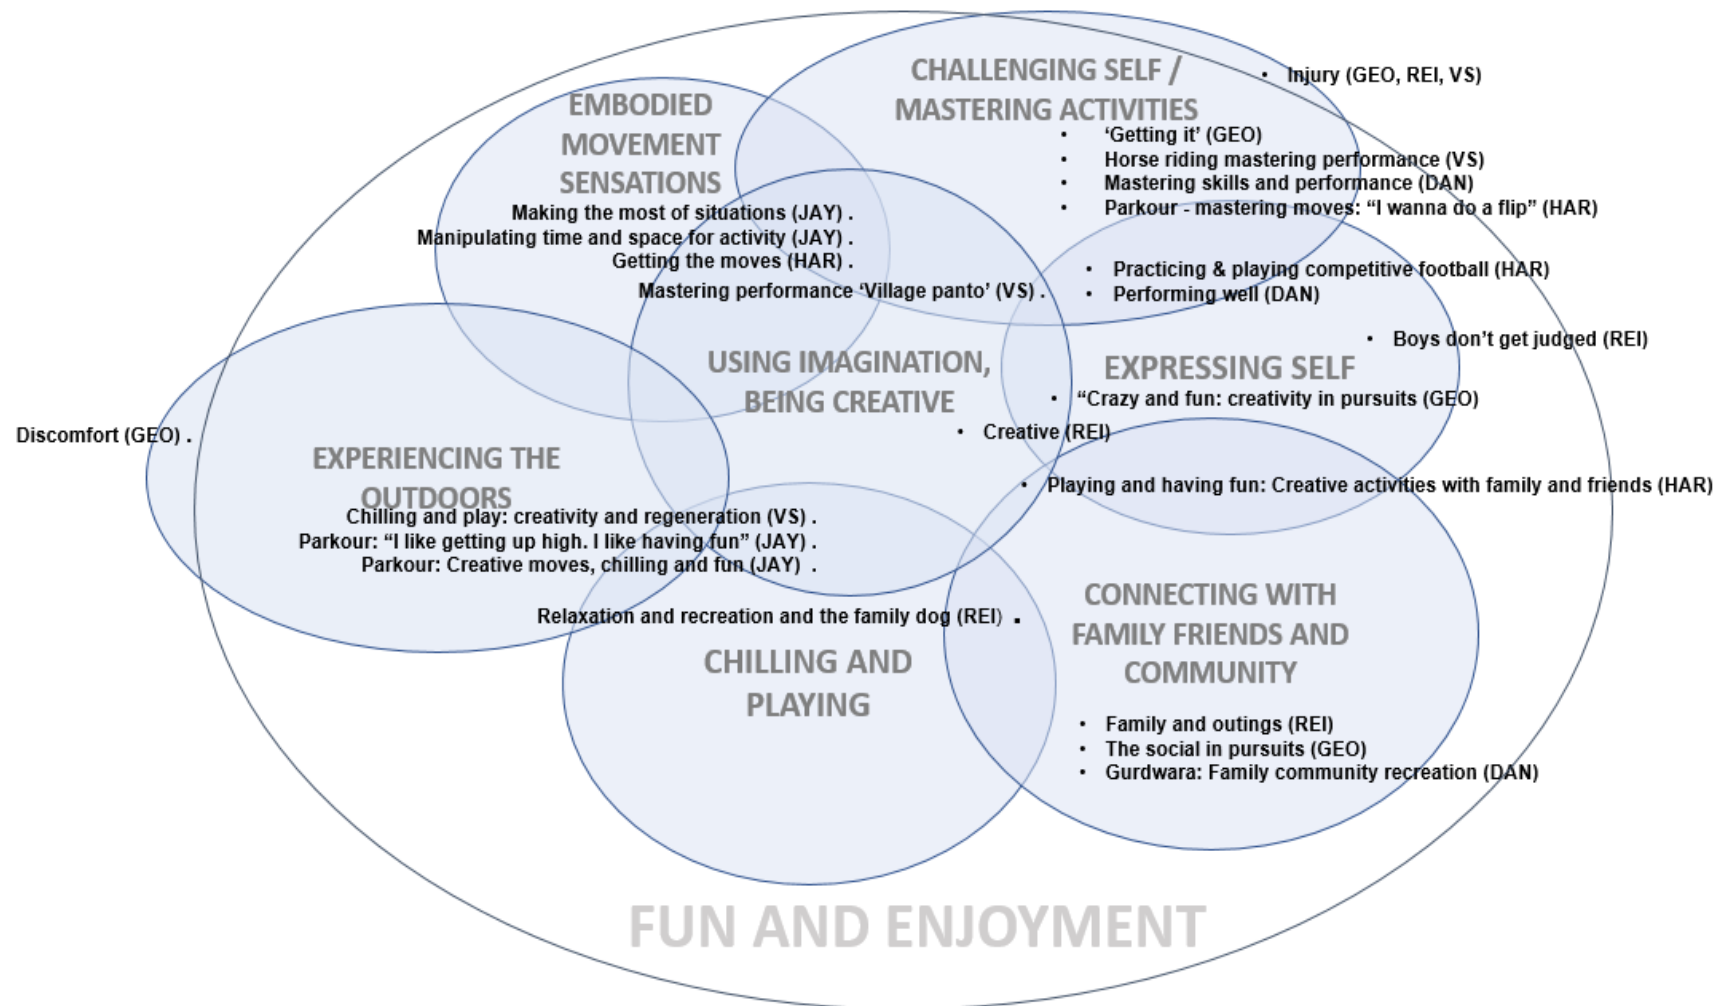 CHALLENGING SELF /
MASTERING ACTIVITIES
• Injury (GEO, REI, VS)
• ‘Getting it’ (GEO)
• Horse riding mastering performance (VS)
• Mastering skills and performance (DAN)
• Parkour - mastering moves: “I wanna do a flip” (HAR)
EMBODIED
MOVEMENT
SENSATIONS
Making the most of situations (JAY) .
Manipulating time and space for activity (JAY) .
Getting the moves (HAR) .
Mastering performance ‘Village panto’ (VS) .
• Practicing & playing competitive football (HAR)
• Performing well (DAN)
• Boys don’t get judged (REI)
USING IMAGINATION,
BEING CREATIVE
EXPRESSING SELF
• “Crazy and fun: creativity in pursuits (GEO)
• Creative (REI)
Discomfort (GEO) .
EXPERIENCING THE
OUTDOORS
• Playing and having fun: Creative activities with family and friends (HAR)
Chilling and play: creativity and regeneration (VS) .
Parkour: “I like getting up high. I like having fun” (JAY) .
Parkour: Creative moves, chilling and fun (JAY) .
Relaxation and recreation and the family dog (REI) .
CHILLING AND
PLAYING
CONNECTING WITH
FAMILY FRIENDS AND
COMMUNITY
• Family and outings (REI)
• The social in pursuits (GEO)
• Gurdwara: Family community recreation (DAN)
FUN AND ENJOYMENT